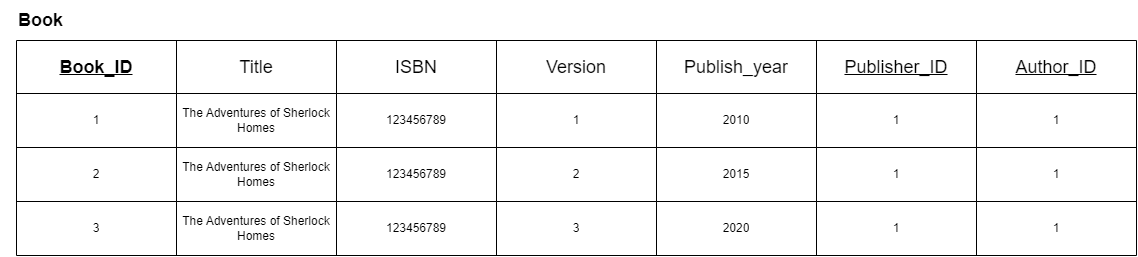 Book
Book_ID Title ISBN Version Publish_year Publisher_ID Author_ID
1 The Adventures of Sherlock 123456789 1 2010 1 1
Homes
2 The Adventures of Sherlock 123456789 2 2015 1 1
Homes
3 The Adventures of Sherlock 123456789 3 2020 1 1
Homes